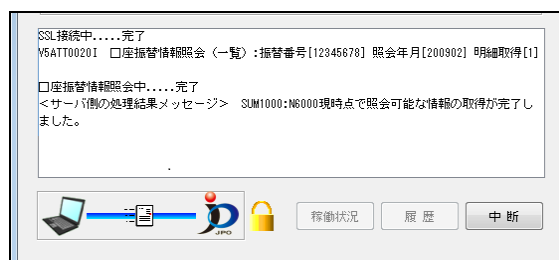 SSL接続中.....完了
V5ATT0020I　口座振替情報照会（一覧）:振替番号[12345678] 照会年月[200902] 明細取得[1]
口座振替情報照会中.....完了
＜サーバ側の処理結果メッセージ＞　SUM1000:N6000現時点で照会可能な情報の取得が完了し
ました。
JPO
稼働状況
履 歴
中 断